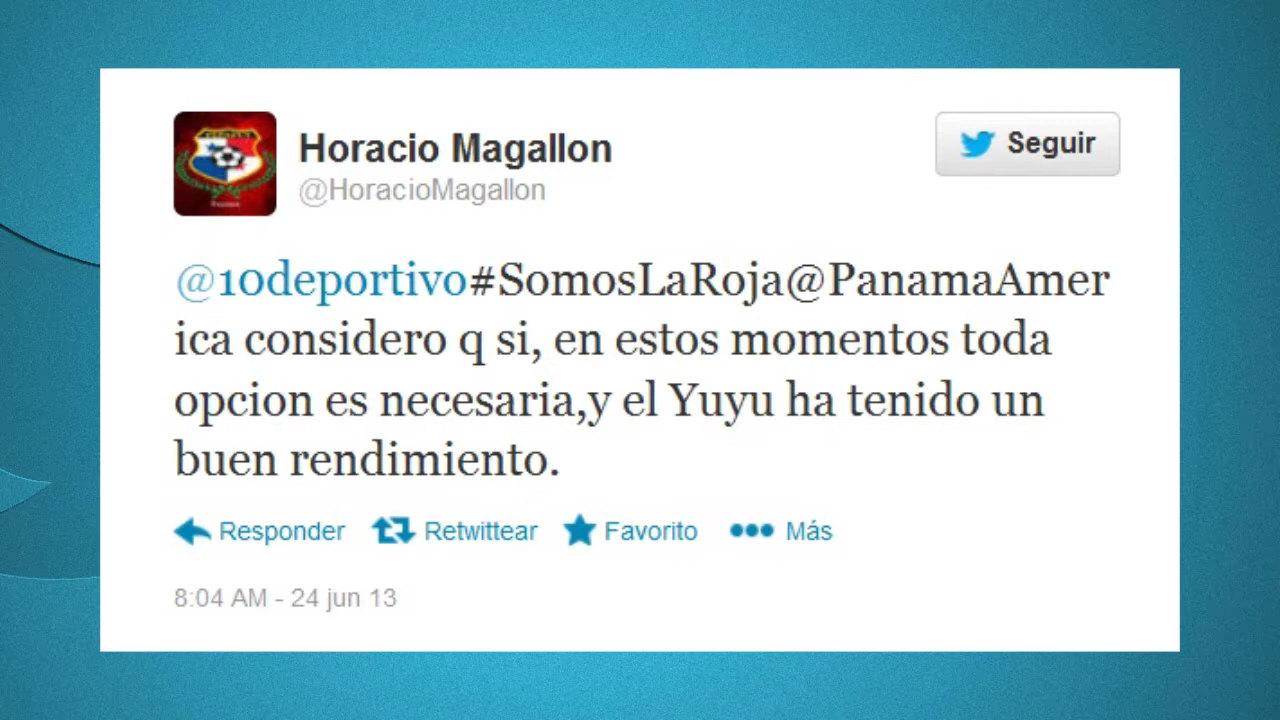 Horacio Magallon
@HoracioMagallon
Seguir
@10deportivo#SomosLaRoja@PanamaAmer
ica considero q si, en estos momentos toda
opcion es necesaria,y el Yuyu ha tenido un
buen rendimiento.
Responder Retwittear Favorito Más
8:04 AM - 24 jun 13